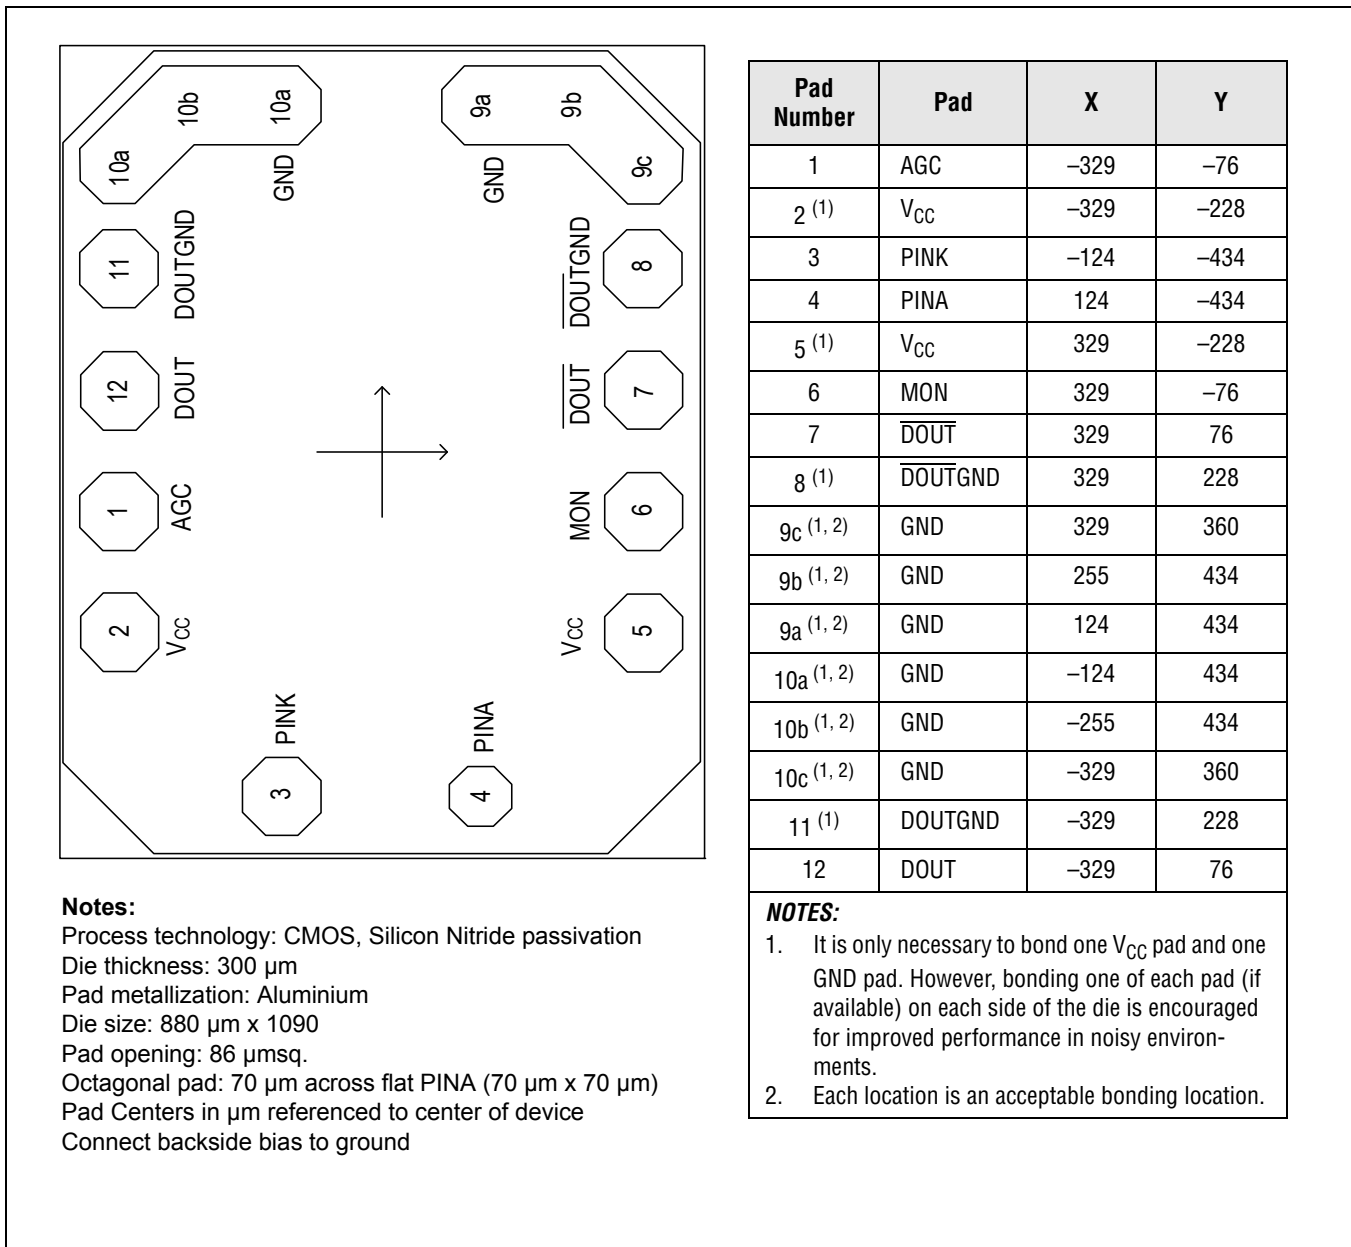 10b
10a
10a
GND
9a
9b
9c
GND
11
DOUTGND
8
DOUTGND
12
DOUT
7
DOUT
1
AGC
6
MON
2
VCC
5
VCC
3
PINK
4
PINA
Notes:
Process technology: CMOS, Silicon Nitride passivation
Die thickness: 300 µm
Pad metallization: Aluminium
Die size: 880 µm x 1090
Pad opening: 86 µmsq.
Octagonal pad: 70 µm across flat PINA (70 µm x 70 µm)
Pad Centers in µm referenced to center of device
Connect backside bias to ground
Pad Number Pad X Y
1 AGC –329 –76
2 (1) VCC –329 –228
3 PINK –124 –434
4 PINA 124 –434
5 (1) VCC 329 –228
6 MON 329 –76
7 DOUT 329 76
8 (1) DOUTGND 329 228
9c (1, 2) GND 329 360
9b (1, 2) GND 255 434
9a (1, 2) GND 124 434
10a (1, 2) GND –124 434
10b (1, 2) GND –255 434
10c (1, 2) GND –329 360
11 (1) DOUTGND –329 228
12 DOUT –329 76
NOTES:
1. It is only necessary to bond one VCC pad and one
GND pad. However, bonding one of each pad (if
available) on each side of the die is encouraged
for improved performance in noisy environ-
ments.
2. Each location is an acceptable bonding location.